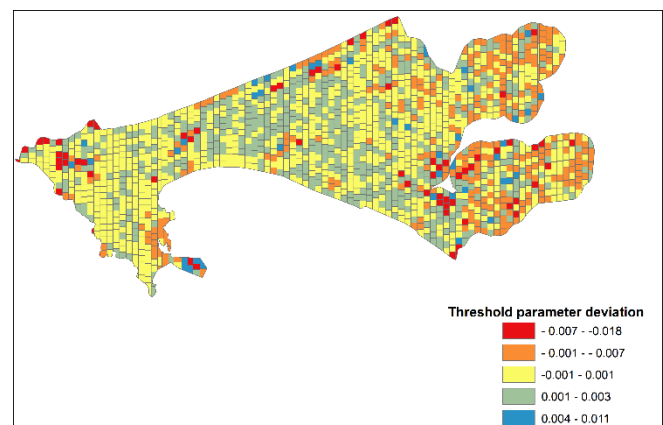 Threshold parameter deviation
- 0.007 - -0.018
-0.001 - - 0.007
-0.001 - 0.001
0.001 - 0.003
0.004 - 0.011